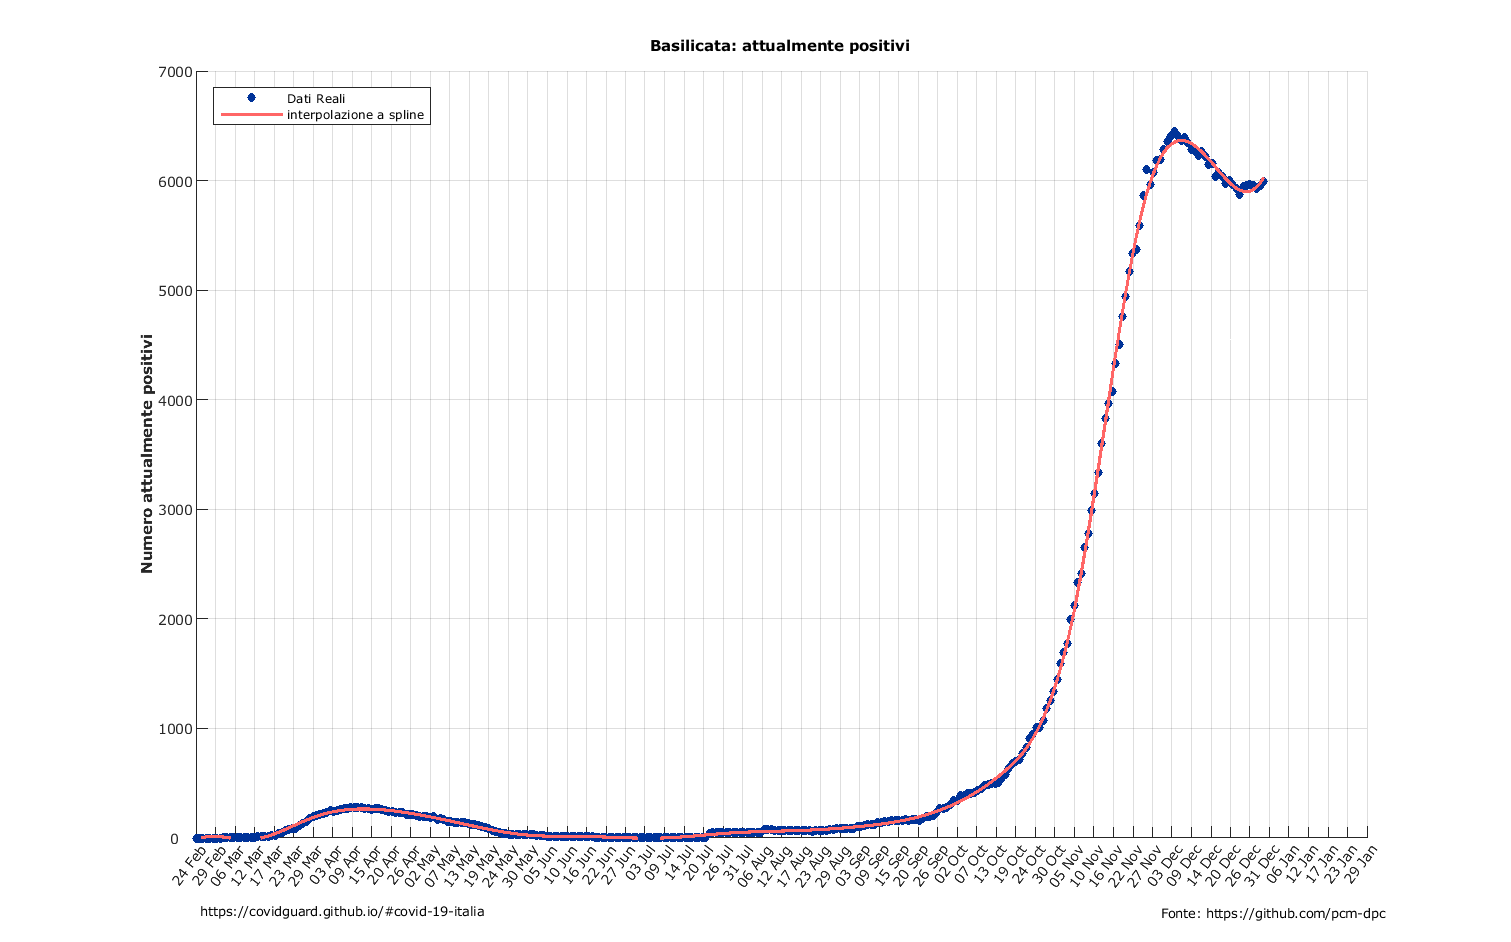 Basilicata: attualmente positivi
7000
6000
5000
4000
3000
2000
1000
0
Numero attualmente positivi
Dati Reali
interpolazione a spline
24 Feb
29 Feb
06 Mar
12 Mar
17 Mar
23 Mar
29 Mar
03 Apr
09 Apr
15 Apr
20 Apr
26 Apr
02 May
07 May
13 May
19 May
24 May
30 May
05 Jun
10 Jun
16 Jun
22 Jun
27 Jun
03 Jul
09 Jul
14 Jul
20 Jul
26 Jul
31 Jul
06 Aug
12 Aug
17 Aug
23 Aug
29 Aug
03 Sep
09 Sep
15 Sep
20 Sep
26 Sep
02 Oct
07 Oct
13 Oct
19 Oct
24 Oct
30 Oct
05 Nov
10 Nov
16 Nov
22 Nov
27 Nov
03 Dec
09 Dec
14 Dec
20 Dec
26 Dec
31 Dec
06 Jan
12 Jan
17 Jan
23 Jan
29 Jan
https://covidguard.github.io/#covid-19-italia
Fonte: https://github.com/pcm-dpc